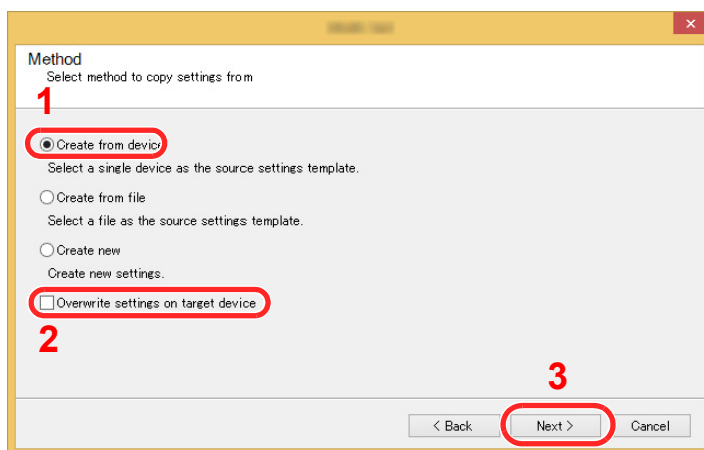 Method
Select method to copy settings from
1
Create from device
Select a single device as the source settings template.
Create from file
Select a file as the source settings template.
Create new
Create new settings.
Overwrite settings on target device
2
3
< Back Next > Cancel